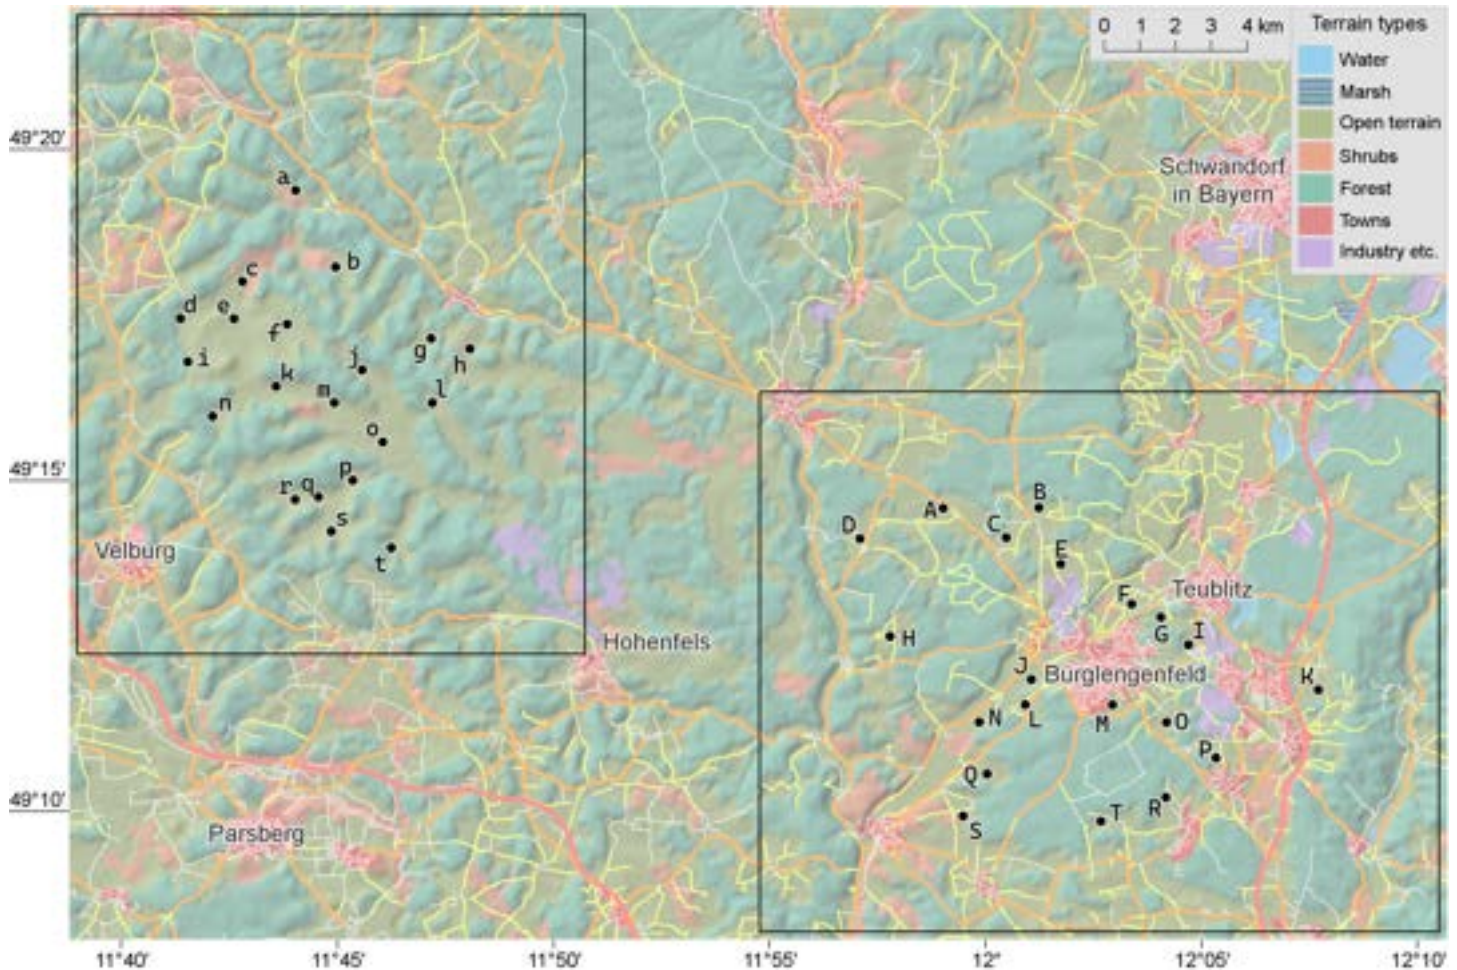 0 1 2 3 4 km
Terrain types
Water
Marsh
Open terrain
Shrubs
Forest
Towns
Industry etc.
49°20'
Schwandorf
in Bayern
a
b
c
d
e
f
g
h
i
j
k
l
m
n
o
49°15'
p
q
r
s
t
Velburg
Hohenfels
A
B
C
D
E
F
Teublitz
G
I
H
J
Burglengenfeld
K
L
M
N
O
P
Q
R
S
T
49°10'
Parsberg
11°40'
11°45'
11°50'
11°55'
12°
12°05'
12°10'